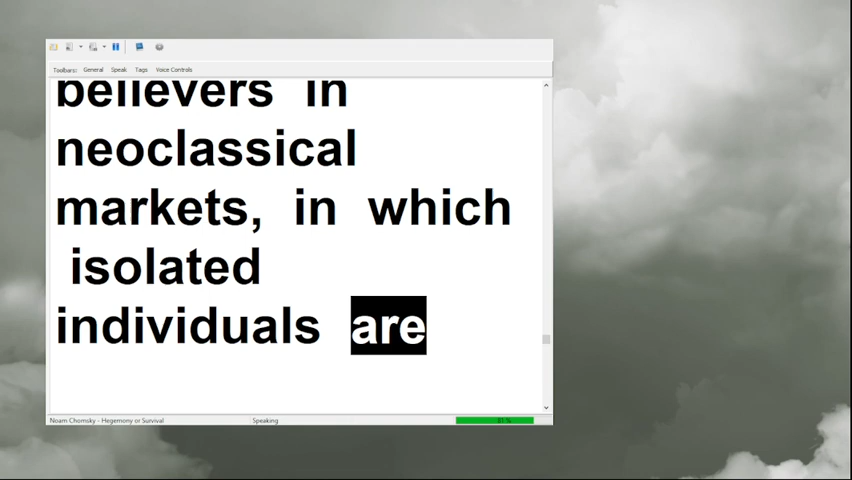 Toolbars: General Speak Tags Voice Controls
believers in
neoclassical
markets, in which
isolated
individuals are
Noam Chomsky - Hegemony or Survival Speaking 81 %